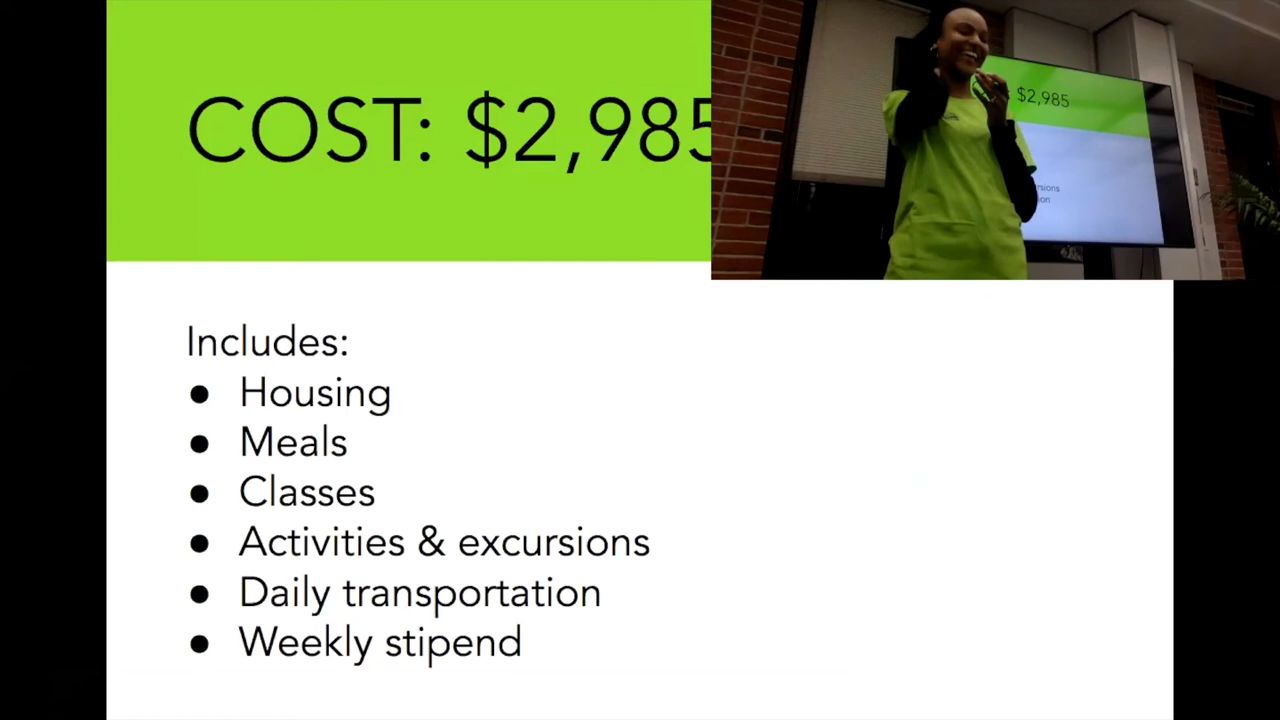 COST: $2,985
Includes:
● Housing
● Meals
● Classes
● Activities & excursions
● Daily transportation
● Weekly stipend
$2,985